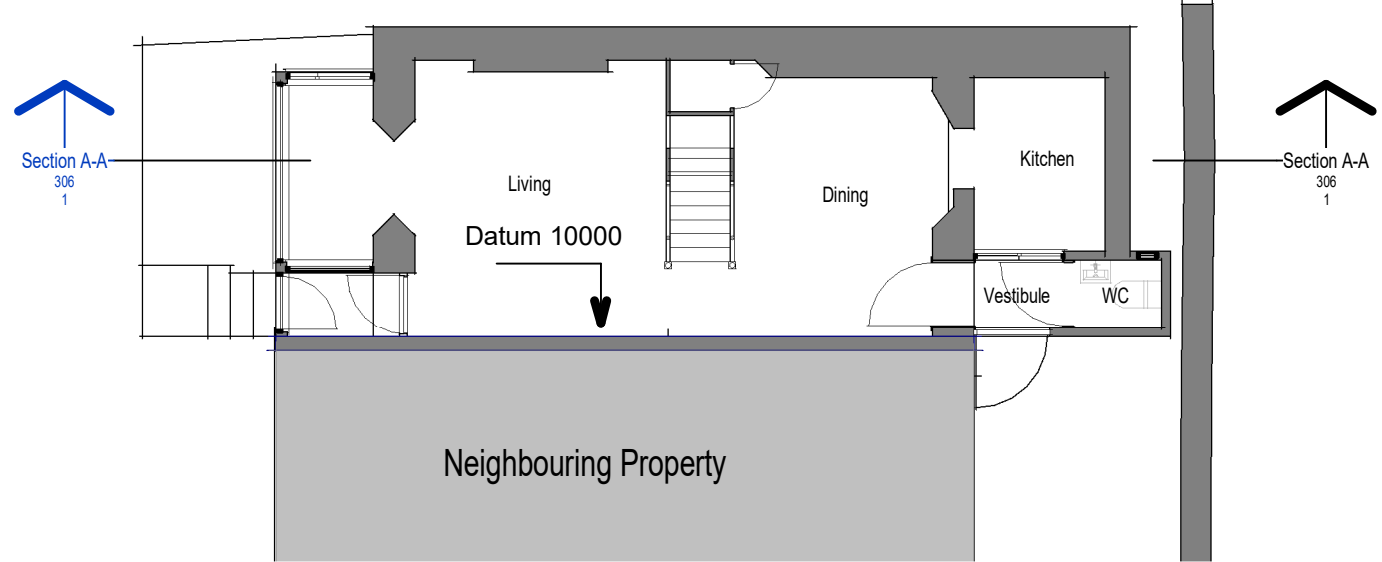 Section A-A
306
1
Living
Datum 10000
Dining
Kitchen
Vestibule
WC
Section A-A
306
1
Neighbouring Property